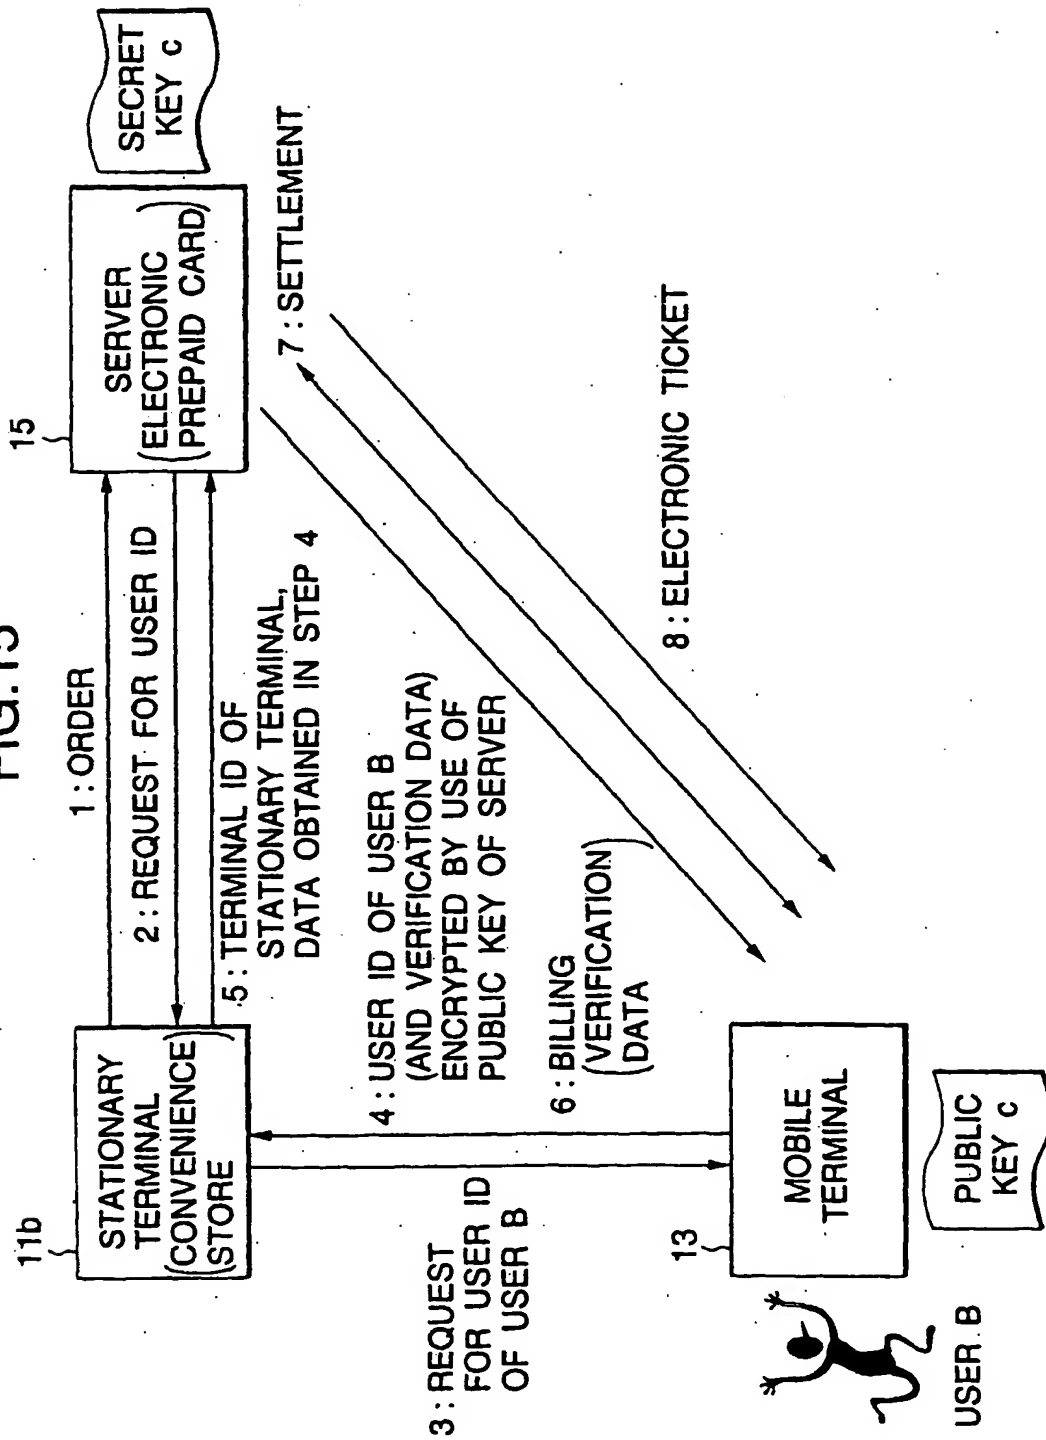 FIG.15
11b
STATIONARY
TERMINAL
(CONVENIENCE
STORE)
1:ORDER
2:REQUEST FOR USER ID
5:TERMINAL ID OF
STATIONARY TERMINAL,
DATA OBTAINED IN STEP 4
15
SERVER
(ELECTRONIC
PREPAID CARD)
SECRET
KEY c
3:REQUEST
FOR USER ID
OF USER B
4:USER ID OF USER B
(AND VERIFICATION DATA)
ENCRYPTED BY USE OF
PUBLIC KEY OF SERVER
6:BILLING
(VERIFICATION
DATA)
7:SETTLEMENT
8:ELECTRONIC TICKET
13
MOBILE
TERMINAL
USER B
PUBLIC
KEY c